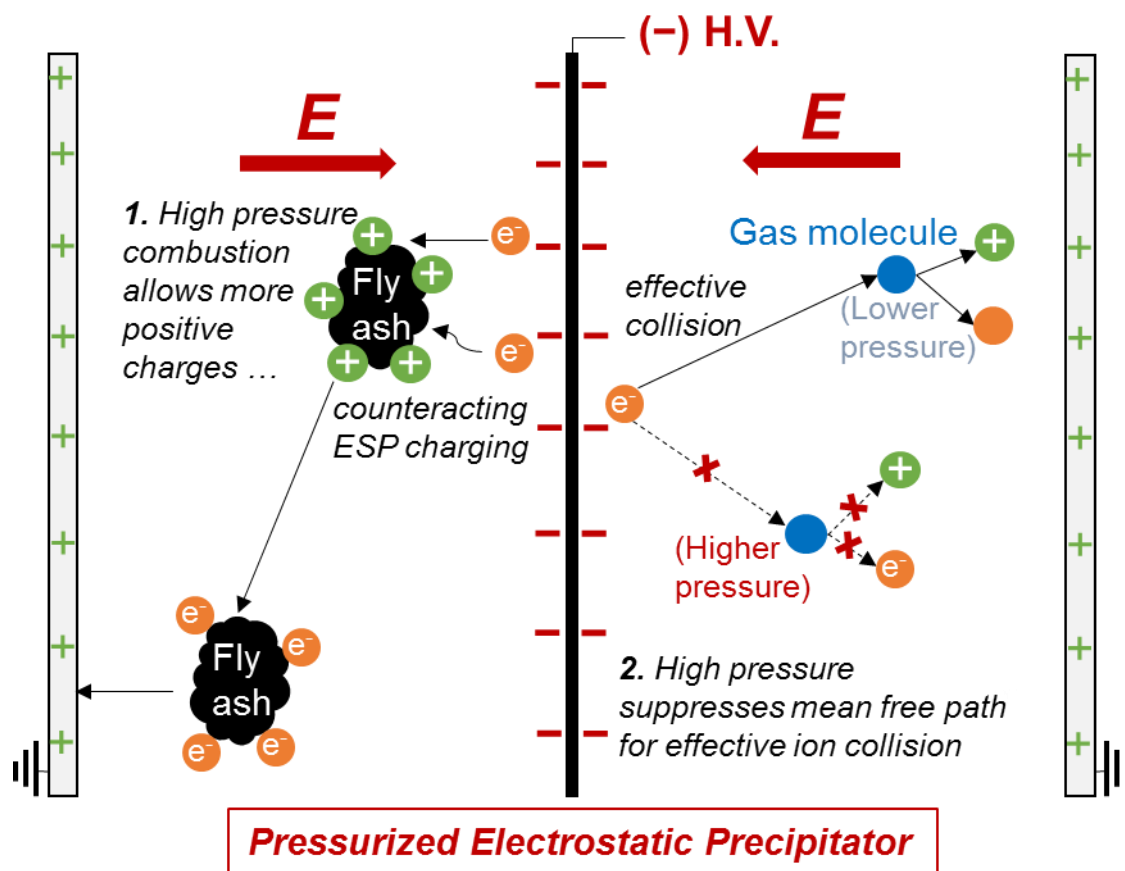 (−) H.V.
E
E
1. High pressure
combustion
allows more
positive
charges ...
+
+
+
+
+
Fly
ash
e⁻
e⁻
counteracting
ESP charging
Gas molecule
effective
collision
(Lower
pressure)
+
e⁻
+
(Higher
pressure)
e⁻
2. High pressure
suppresses mean free path
for effective ion collision
e⁻
e⁻
Fly
ash
e⁻
e⁻
Pressurized Electrostatic Precipitator